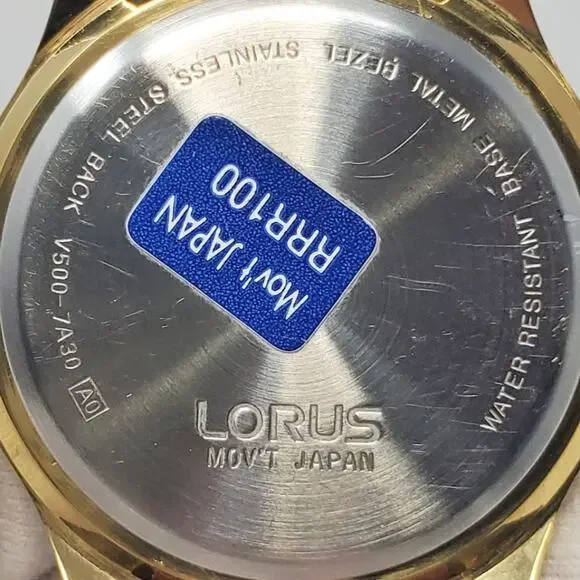 WATER RESISTANT BASE METAL BEZEL STAINLESS STEEL BACK V500-7A30 A0
Mov't JAPAN
RRR100
LORUS
MOV'T JAPAN